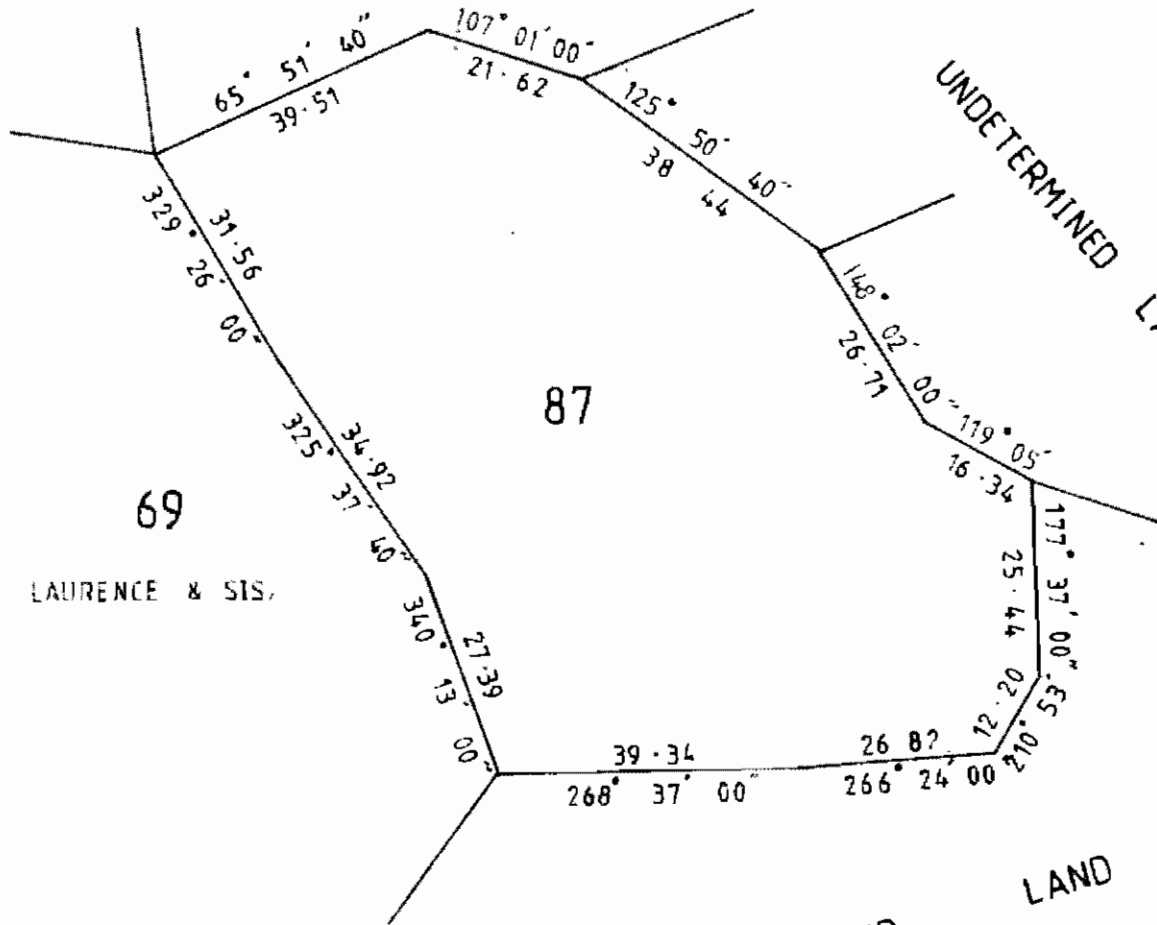 107° 01' 00"
21·62
65° 51' 40"
39·51
125° 50' 40"
38 44
UNDETERMINED
329° 26' 00"
31·56
148° 02' 00"
26·71
87
119° 05'
16·34
325° 37' 40"
34·92
69
LAURENCE & SIS,
177° 37' 00"
25·44
340° 13' 00"
27·39
12·20
210° 53'
39·34
268° 37' 00"
26 82
266° 24' 00"
LAND